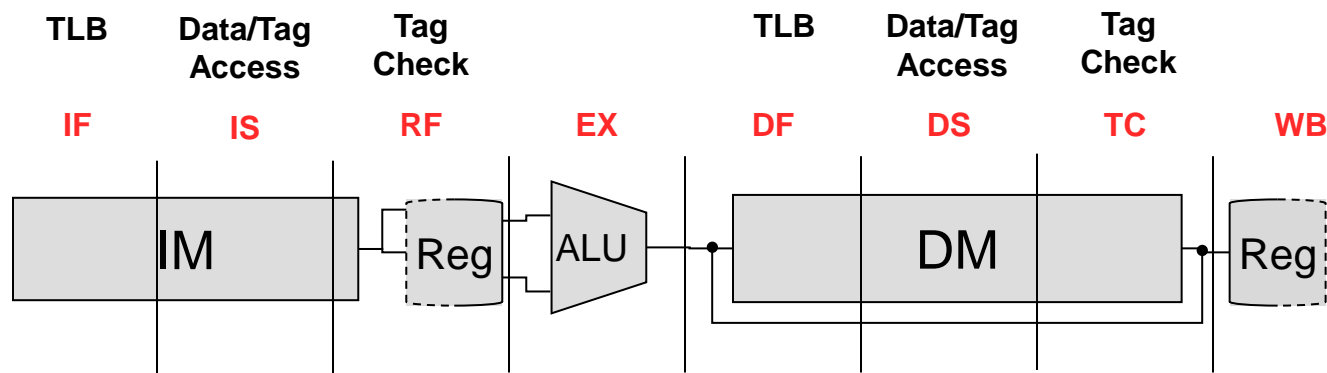 TLB Data/Tag Tag TLB Data/Tag Tag
Access Check Access Check
IF IS RF EX DF DS TC WB
IM Reg ALU DM Reg